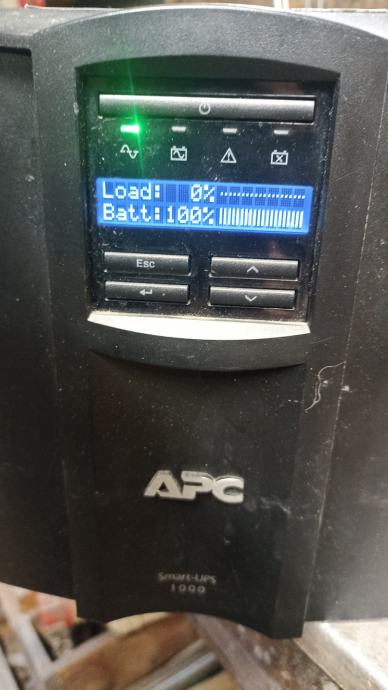 Load: 0%
Batt:100%
Esc
APC
Smart-UPS
1000